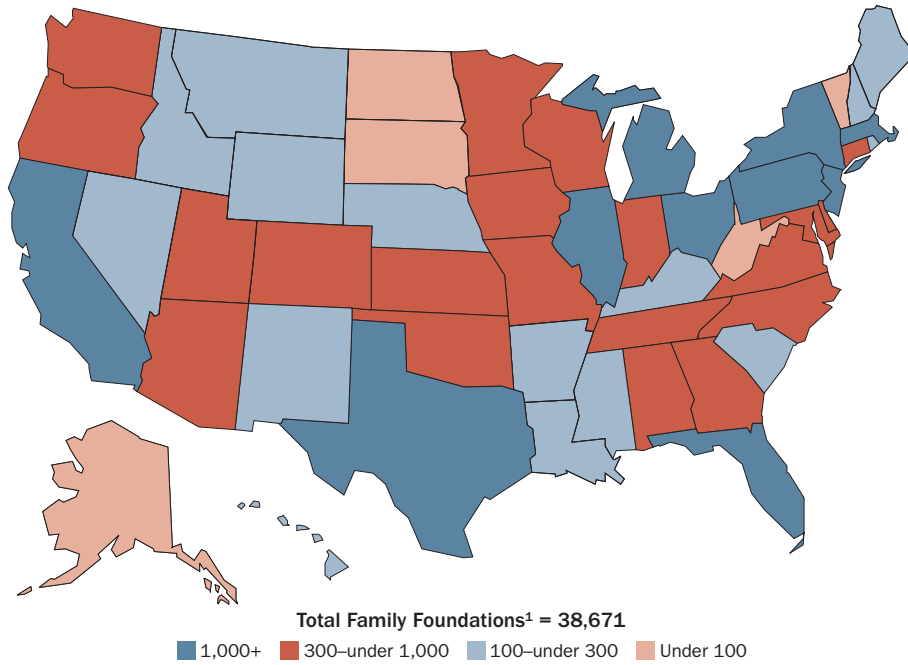 Total Family Foundations¹ = 38,671
1,000+ 300–under 1,000 100–under 300 Under 100